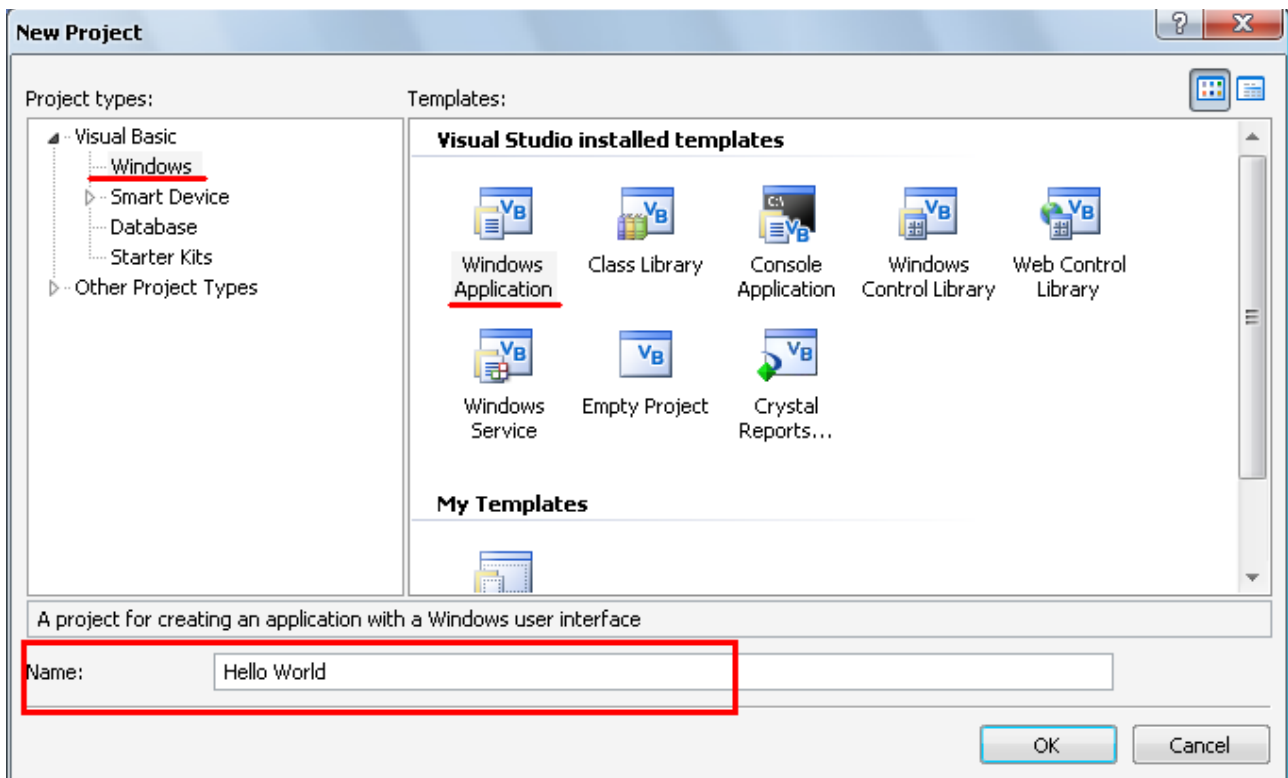 New Project
Project types:
Templates:
Visual Basic
Windows
Smart Device
Database
Starter Kits
Other Project Types
Visual Studio installed templates
Windows
Application
Class Library
Console
Application
Windows
Control Library
Web Control
Library
Windows
Service
Empty Project
Crystal
Reports...
My Templates
A project for creating an application with a Windows user interface
Name:
Hello World
OK
Cancel